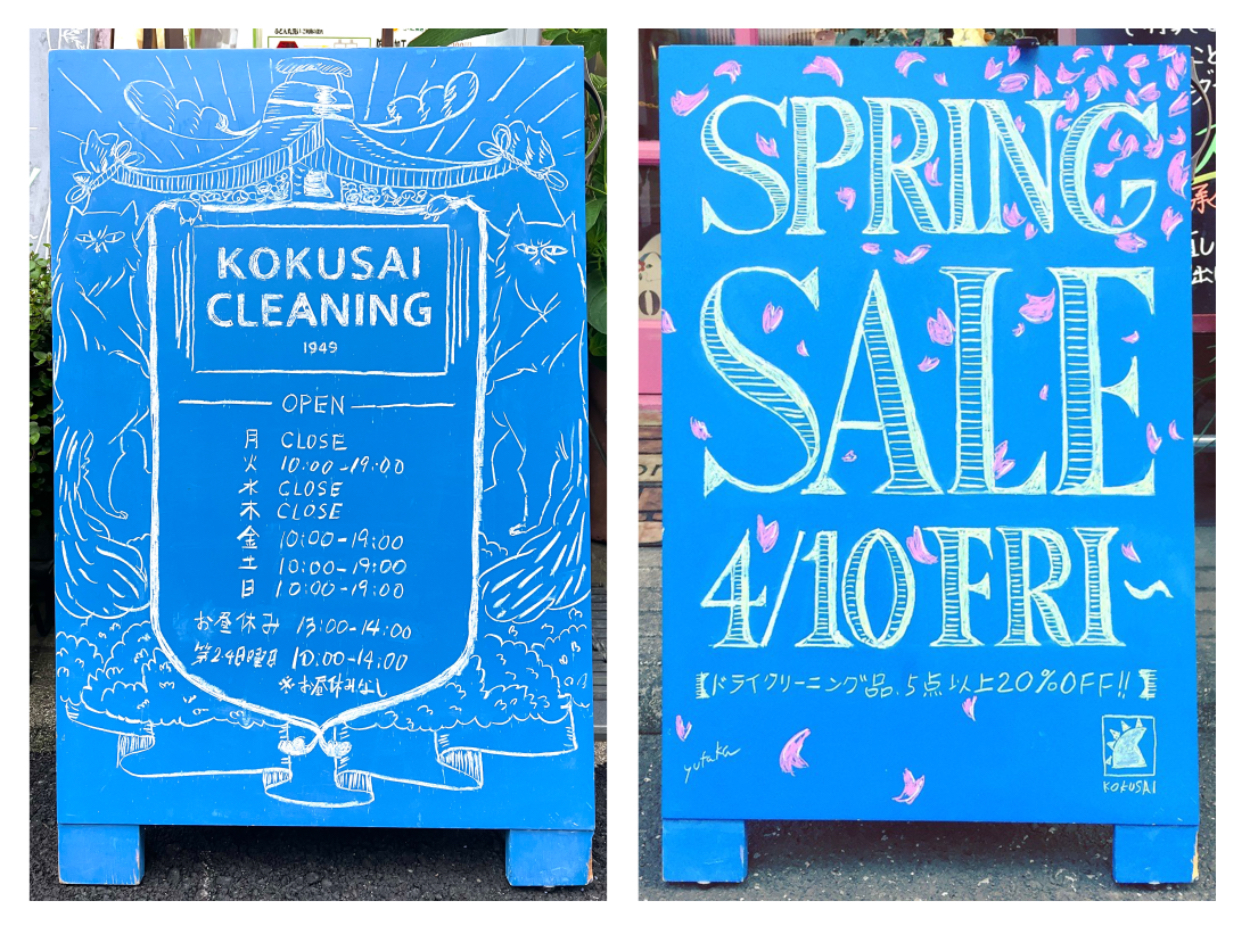 KOKUSAI
CLEANING
1949
OPEN
月 CLOSE
火 10:00-19:00
水 CLOSE
木 CLOSE
金 10:00-19:00
土 10:00-19:00
日 10:00-19:00
お昼休み 13:00-14:00
第2.4日曜日 10:00-14:00
※お昼休みなし
SPRING
SALE
4/10 FRI~
【ドライクリーニング品、5点以上20%OFF!!】
yutaka
KOKUSAI